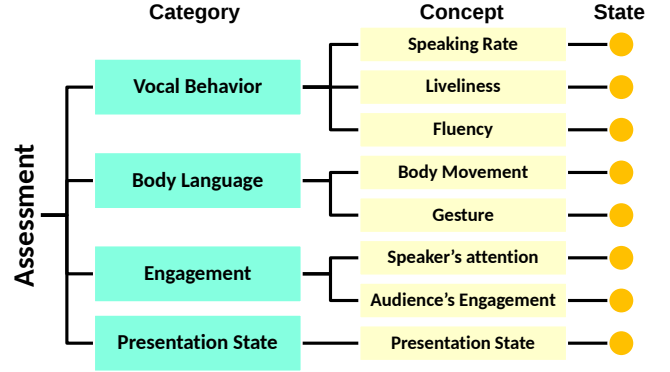 Category
Concept
State
Assessment
Vocal Behavior
Speaking Rate
Liveliness
Fluency
Body Language
Body Movement
Gesture
Engagement
Speaker’s attention
Audience’s Engagement
Presentation State
Presentation State